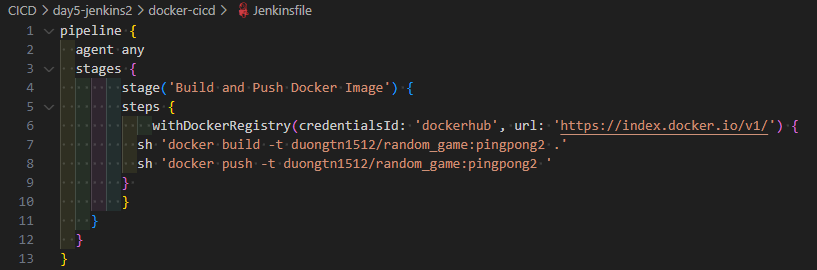 CICD > day5-jenkins2 > docker-cicd > Jenkinsfile
1 pipeline {
2 agent any
3 stages {
4 stage('Build and Push Docker Image') {
5 steps {
6 withDockerRegistry(credentialsId: 'dockerhub', url: 'https://index.docker.io/v1/') {
7 sh 'docker build -t duongtn1512/random_game:pingpong2 .'
8 sh 'docker push -t duongtn1512/random_game:pingpong2 '
9 }
10 }
11 }
12 }
13 }